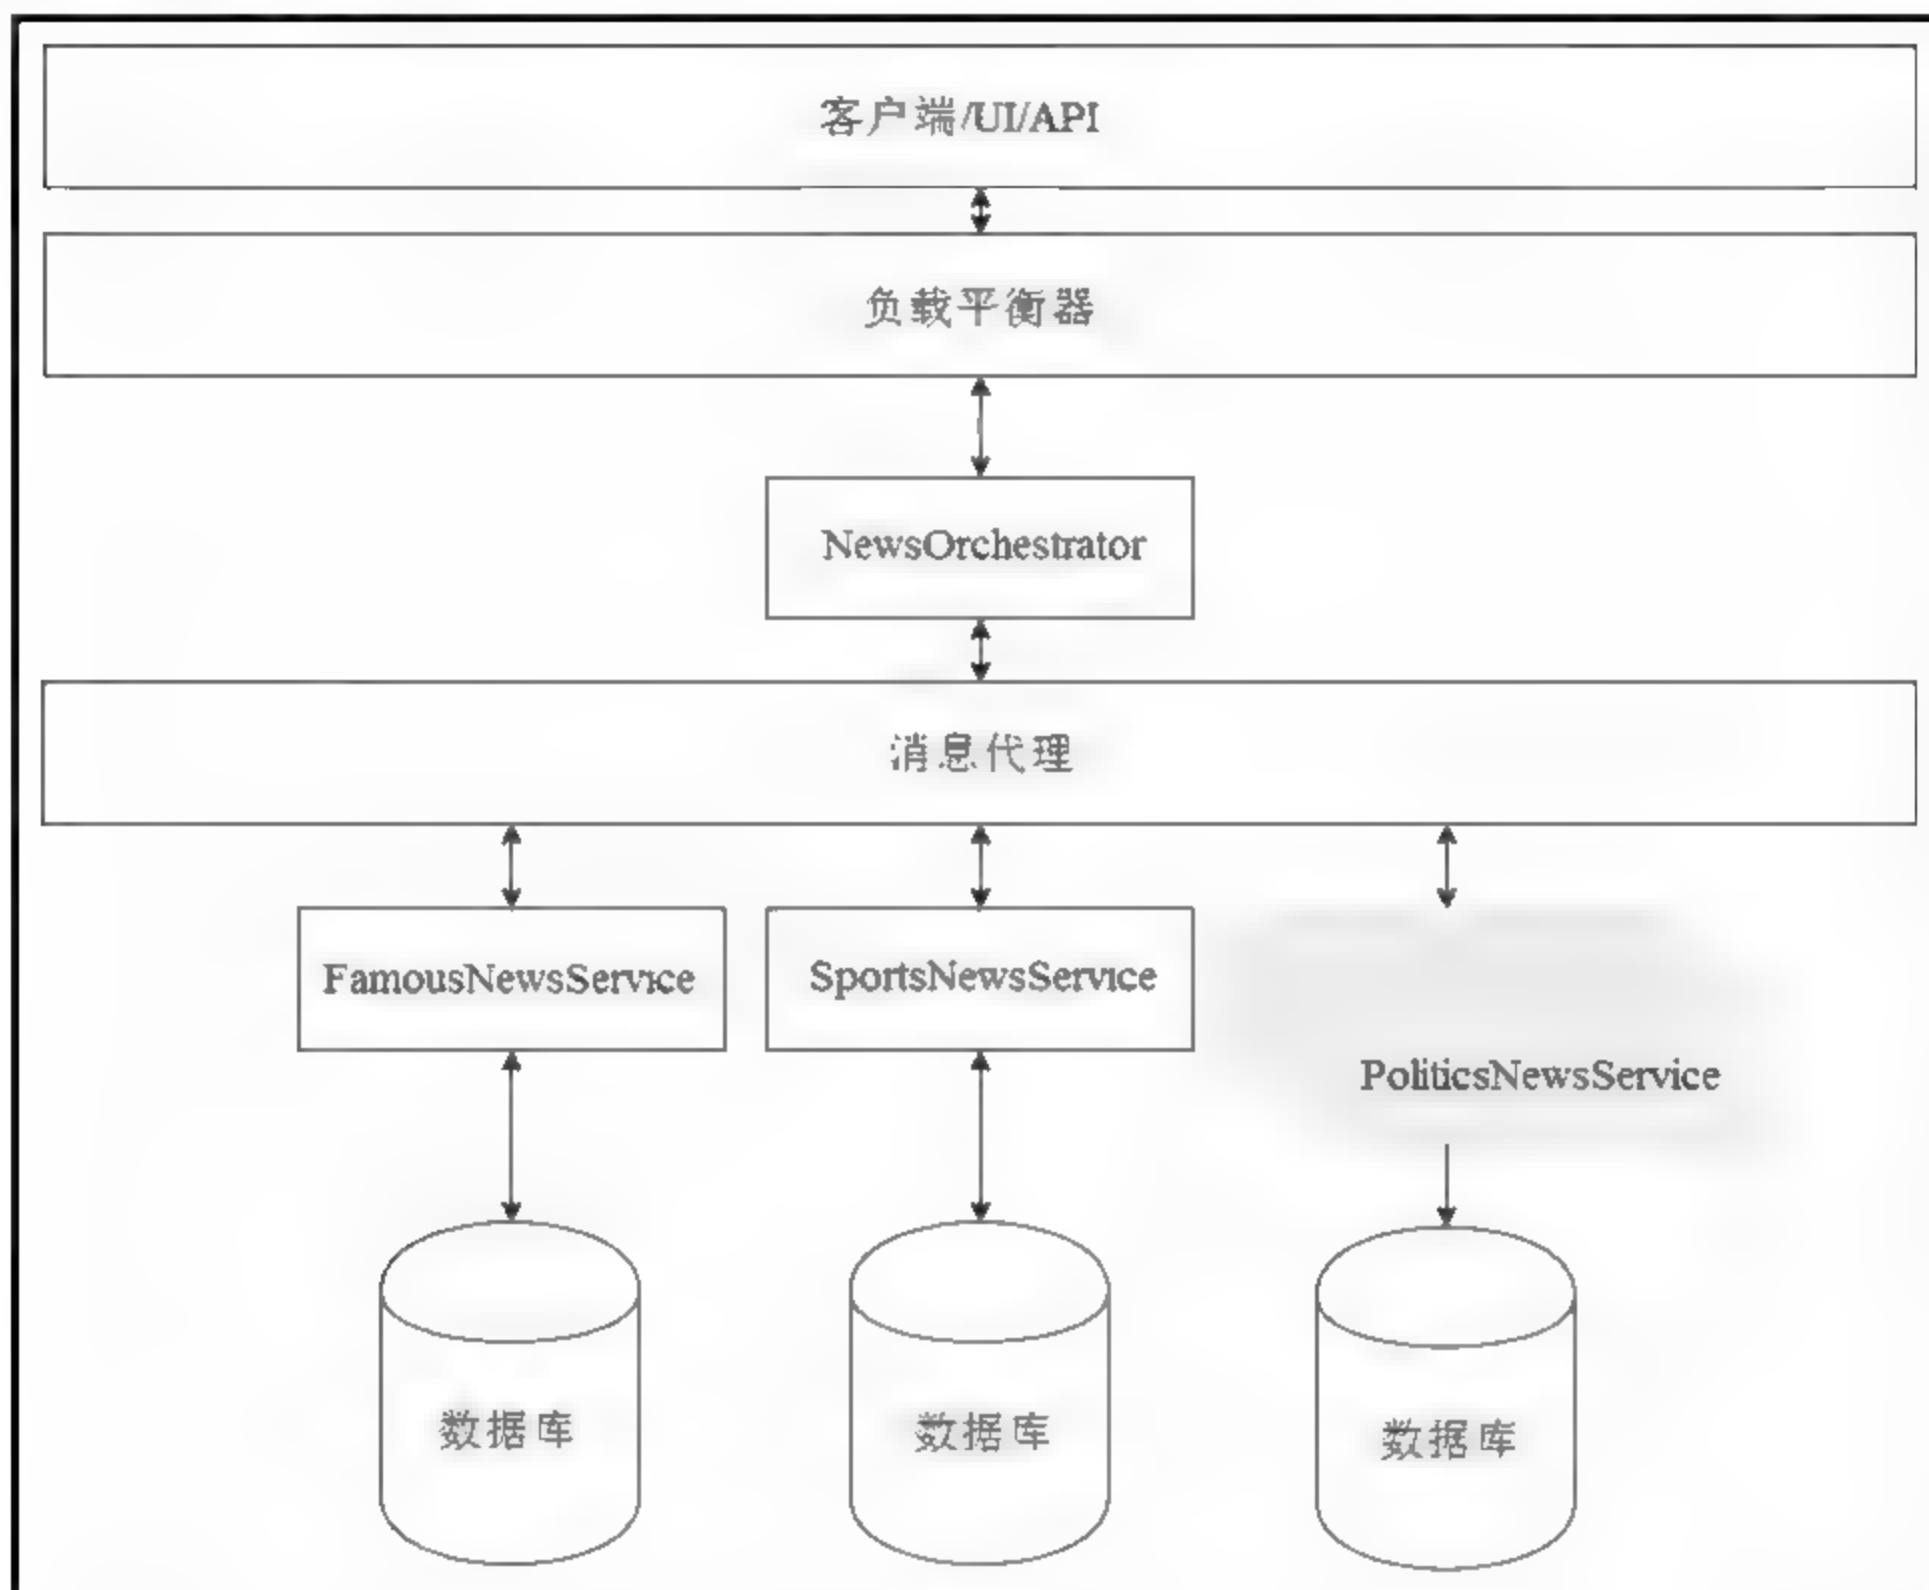 客户端/UI/API
负载平衡器
NewsOrchestrator
消息代理
FamousNewsService
SportsNewsService
PoliticsNewsService
数据库
数据库
数据库